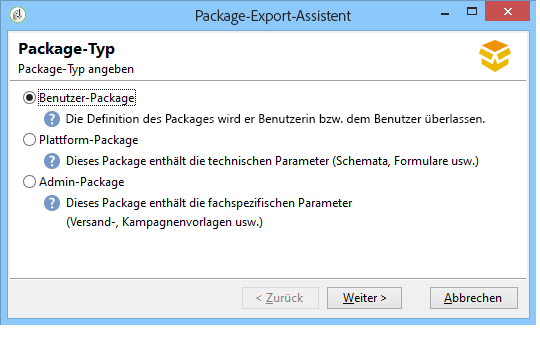 Package-Export-Assistent
Package-Typ
Package-Typ angeben
Benutzer-Package
? Die Definition des Packages wird er Benutzerin bzw. dem Benutzer überlassen.
Plattform-Package
? Dieses Package enthält die technischen Parameter (Schemata, Formulare usw.)
Admin-Package
? Dieses Package enthält die fachspezifischen Parameter
(Versand-, Kampagnenvorlagen usw.)
< Zurück Weiter > Abbrechen